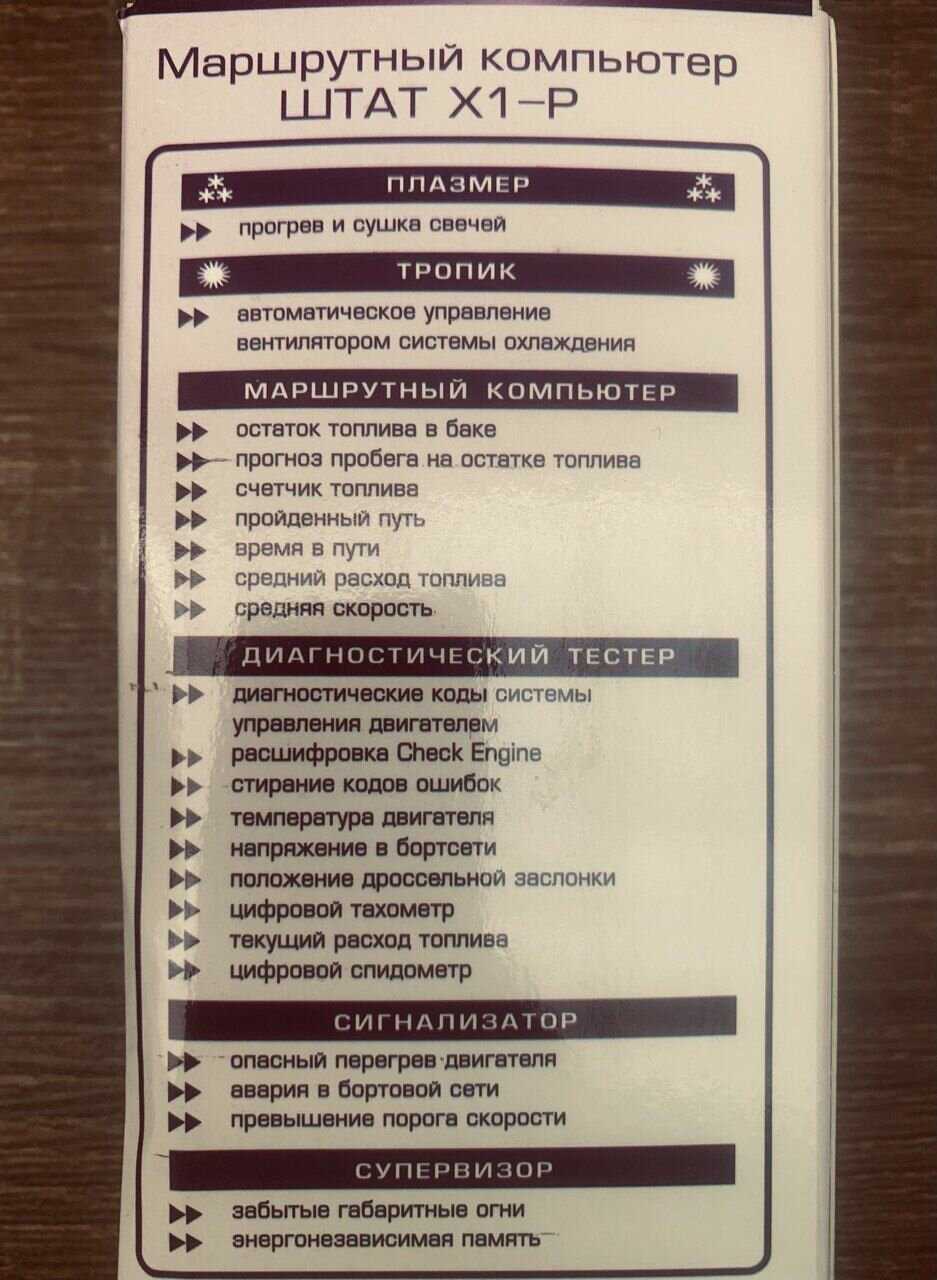 Маршрутный компьютер
ШТАТ X1-Р
ПЛАЗМЕР
прогрев и сушка свечей
ТРОПИК
автоматическое управление
вентилятором системы охлаждения
МАРШРУТНЫЙ КОМПЬЮТЕР
остаток топлива в баке
прогноз пробега на остатке топлива
счетчик топлива
пройденный путь
время в пути
средний расход топлива
средняя скорость
ДИАГНОСТИЧЕСКИЙ ТЕСТЕР
диагностические коды системы
управления двигателем
расшифровка Check Engine
стирание кодов ошибок
температура двигателя
напряжение в бортсети
положение дроссельной заслонки
цифровой тахометр
текущий расход топлива
цифровой спидометр
СИГНАЛИЗАТОР
опасный перегрев двигателя
авария в бортовой сети
превышение порога скорости
СУПЕРВИЗОР
забытые габаритные огни
энергонезависимая память